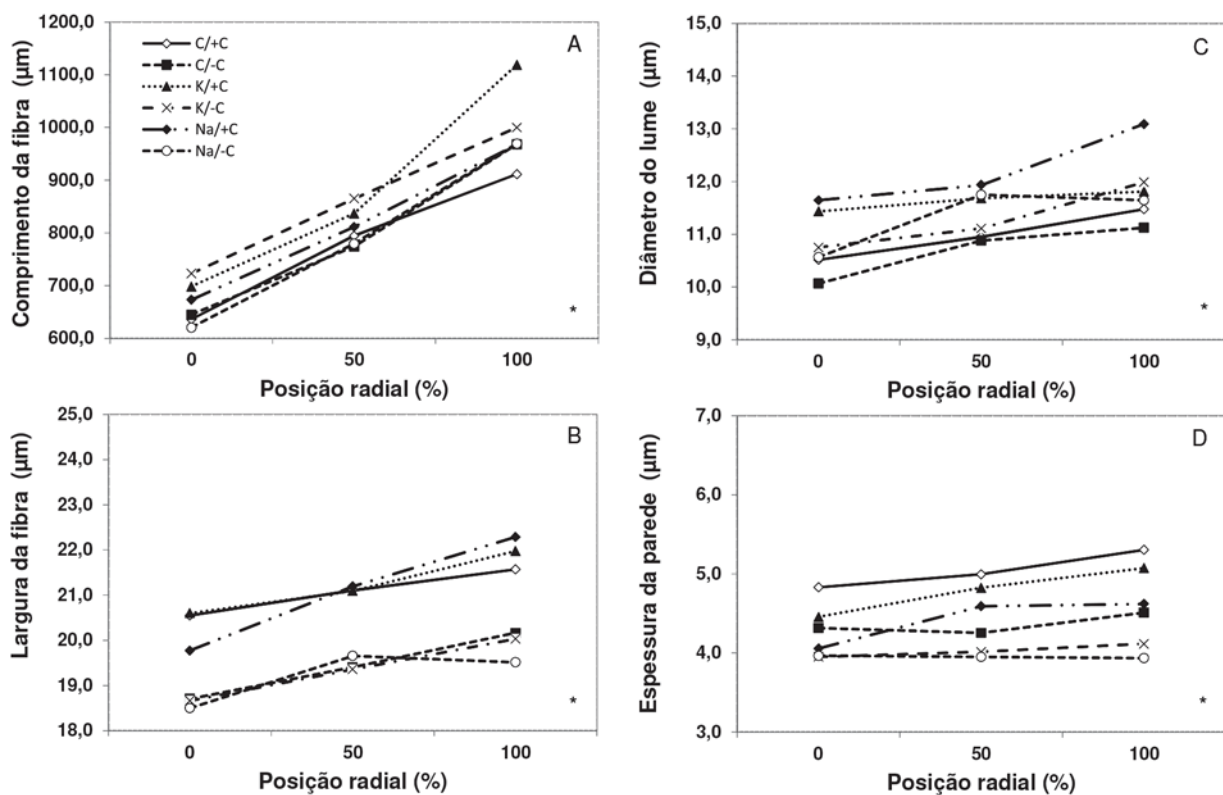 A
Comprimento da fibra (µm)
1200,0
1100,0
1000,0
900,0
800,0
700,0
600,0
C/+C
C/-C
K/+C
K/-C
Na/+C
Na/-C
*
0 50 100
Posição radial (%)
C
Diâmetro do lume (µm)
15,0
14,0
13,0
12,0
11,0
10,0
9,0
*
0 50 100
Posição radial (%)
B
Largura da fibra (µm)
25,0
24,0
23,0
22,0
21,0
20,0
19,0
18,0
*
0 50 100
Posição radial (%)
D
Espessura da parede (µm)
7,0
6,0
5,0
4,0
3,0
*
0 50 100
Posição radial (%)